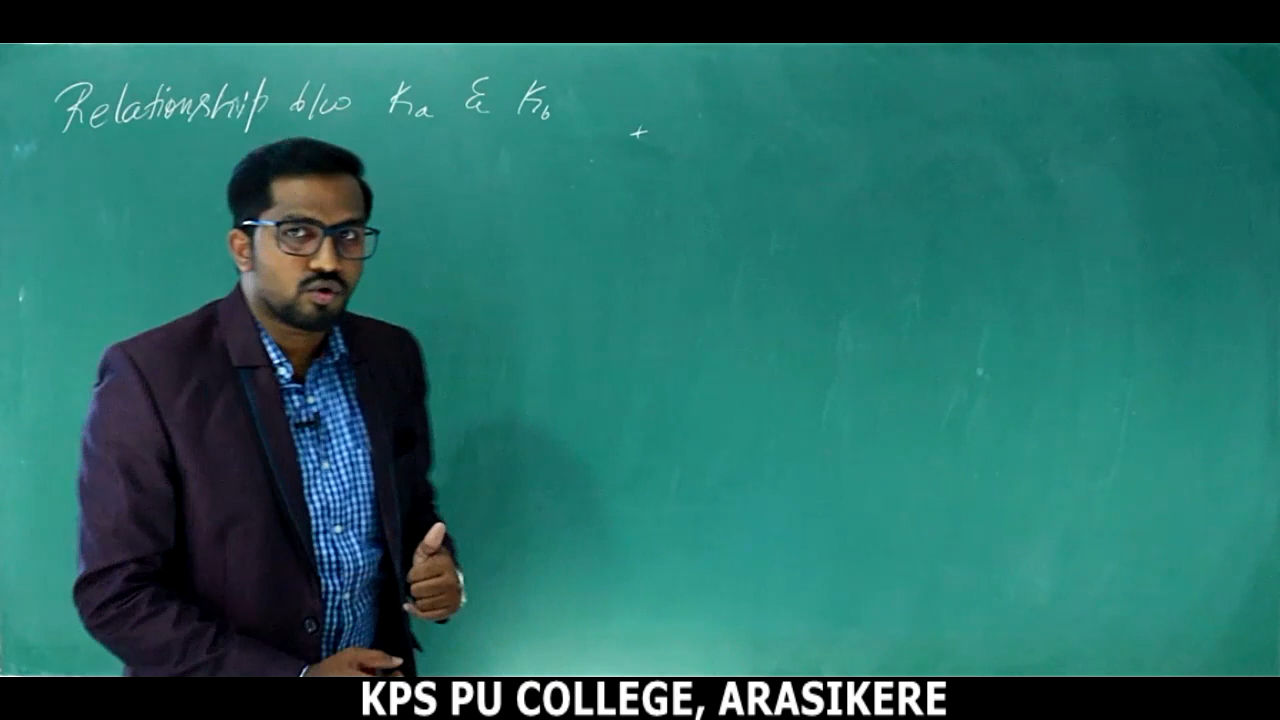 Relationship b/w Ka & Kb
+
KPS PU COLLEGE, ARASIKERE